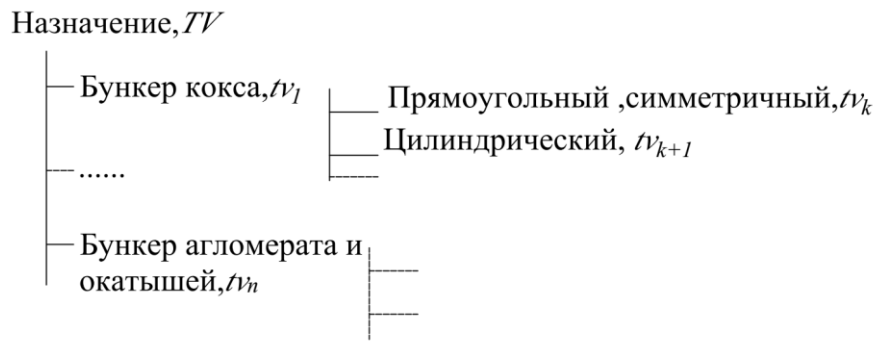 Назначение,TV
Бункер кокса,tv1
Прямоугольный ,симметричный,tvk
Цилиндрический, tvk+1
......
Бункер агломерата и
окатышей,tvn